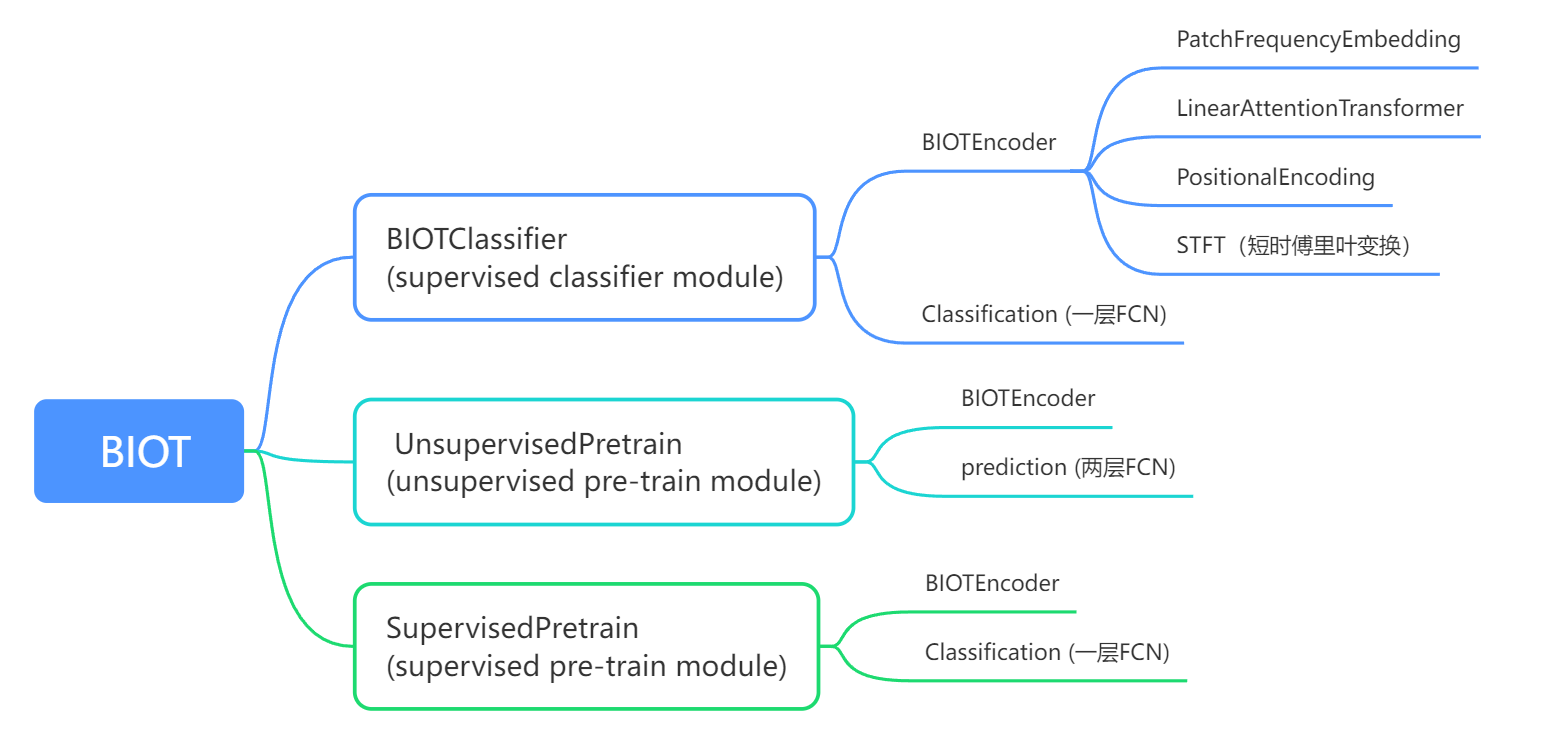 BIOT
BIOTClassifier
(supervised classifier module)
BIOTEncoder
PatchFrequencyEmbedding
LinearAttentionTransformer
PositionalEncoding
STFT（短时傅里叶变换）
Classification (一层FCN)
UnsupervisedPretrain
(unsupervised pre-train module)
BIOTEncoder
prediction (两层FCN)
SupervisedPretrain
(supervised pre-train module)
BIOTEncoder
Classification (一层FCN)